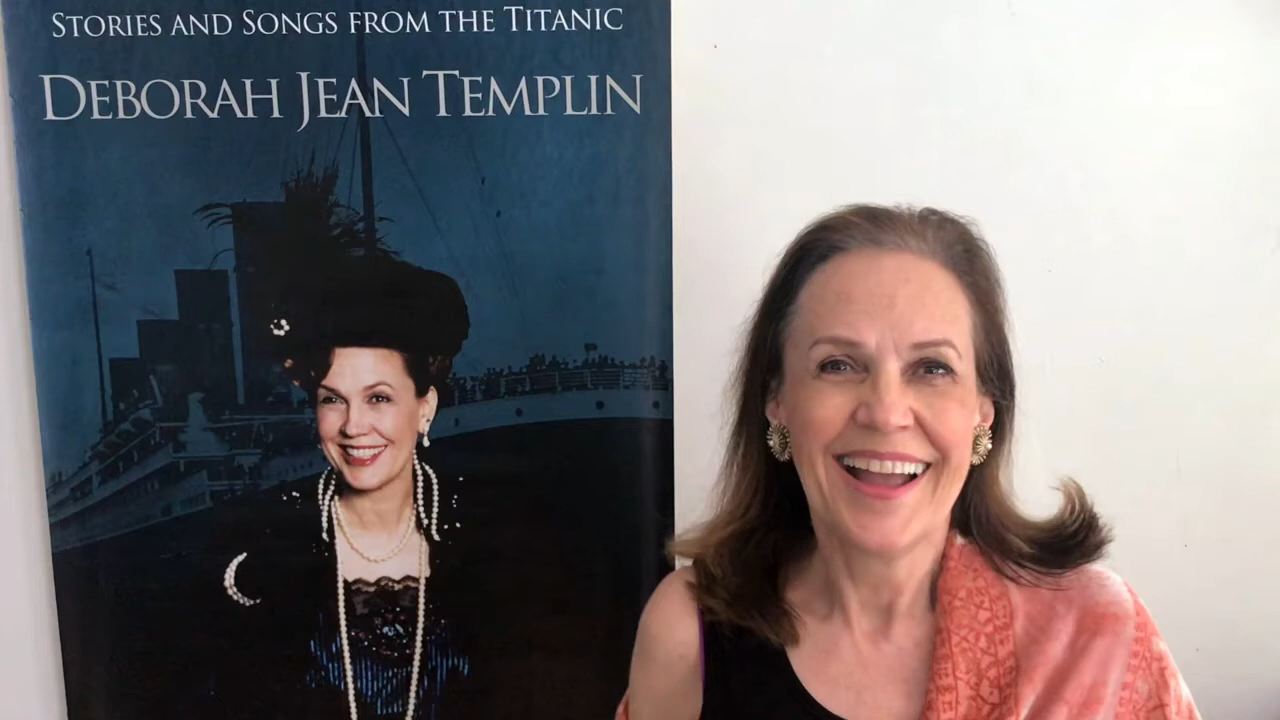 STORIES AND SONGS FROM THE TITANIC
DEBORAH JEAN TEMPLIN